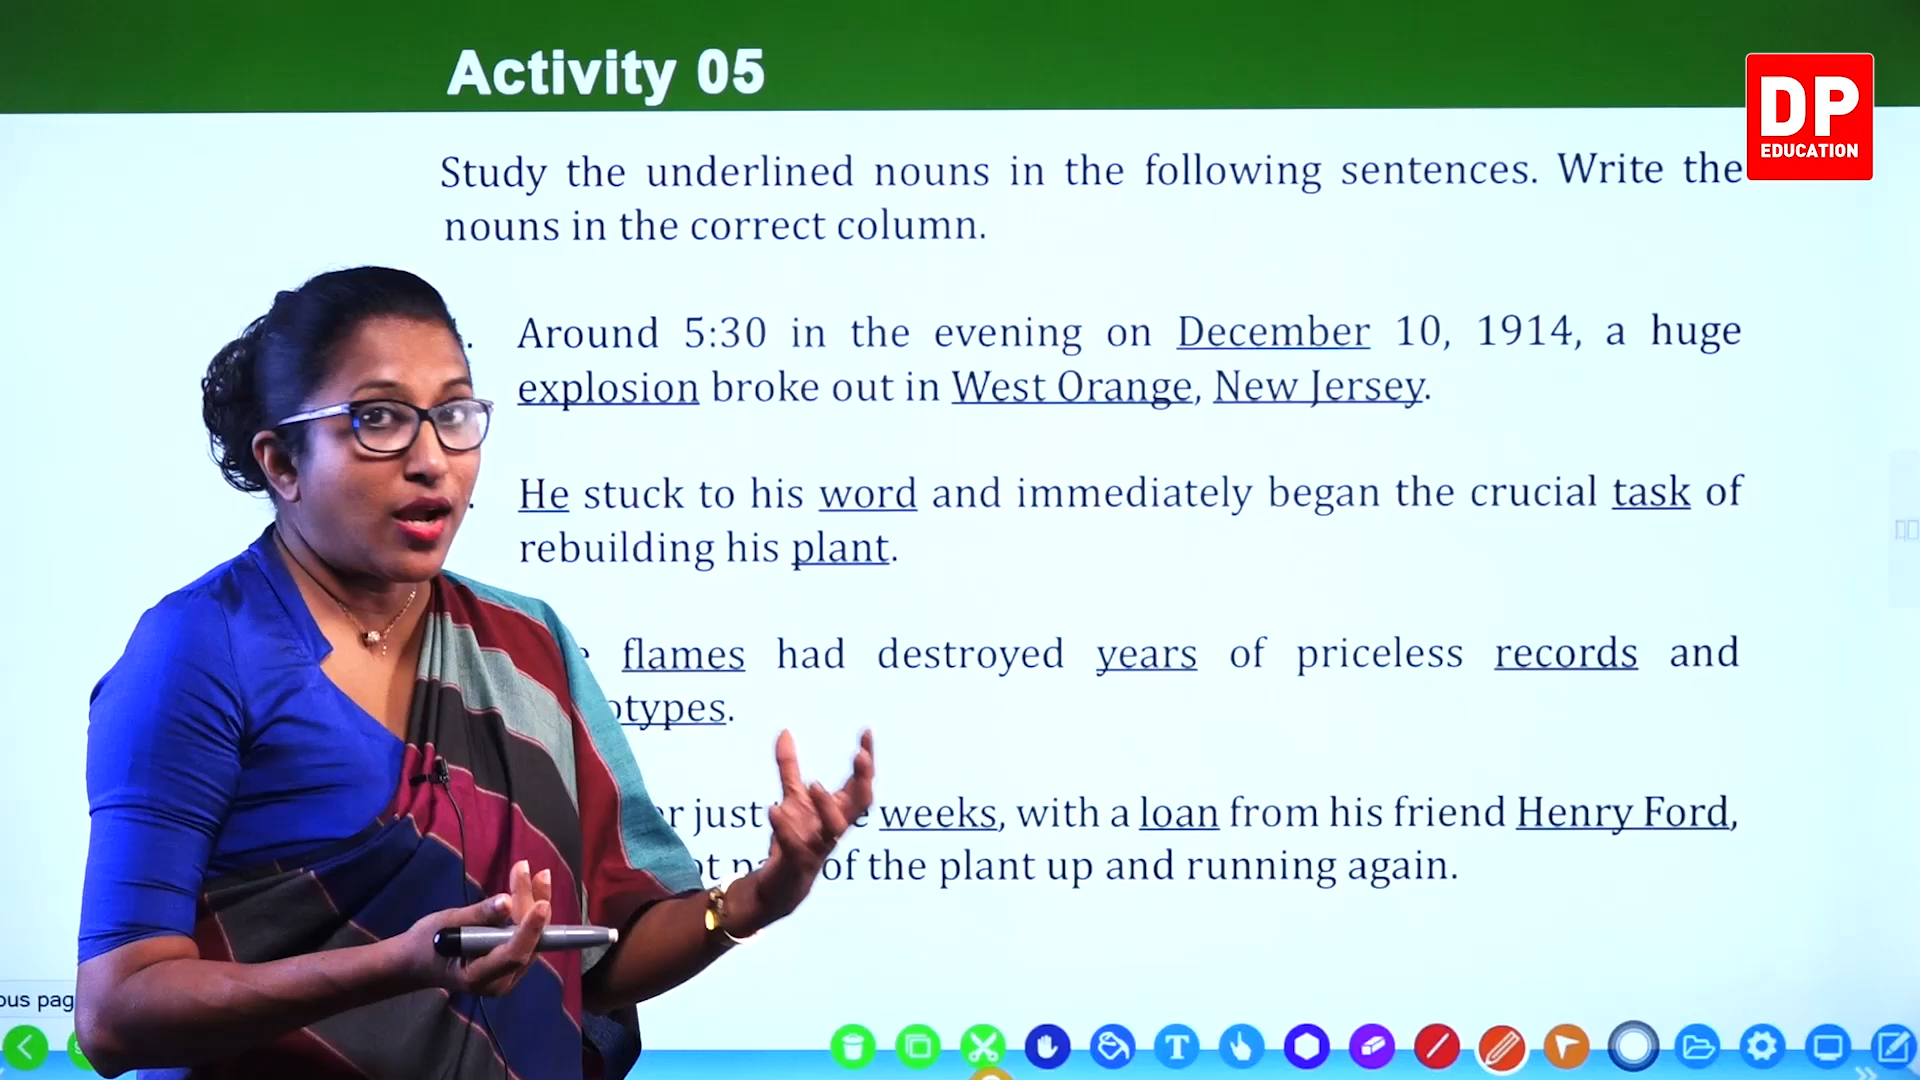 Activity 05
DP
EDUCATION
Study the underlined nouns in the following sentences. Write the
nouns in the correct column.
Around 5:30 in the evening on December 10, 1914, a huge
explosion broke out in West Orange, New Jersey.
He stuck to his word and immediately began the crucial task of
rebuilding his plant.
flames had destroyed years of priceless records and
otypes.
just weeks, with a loan from his friend Henry Ford,
of the plant up and running again.
ous pag
T